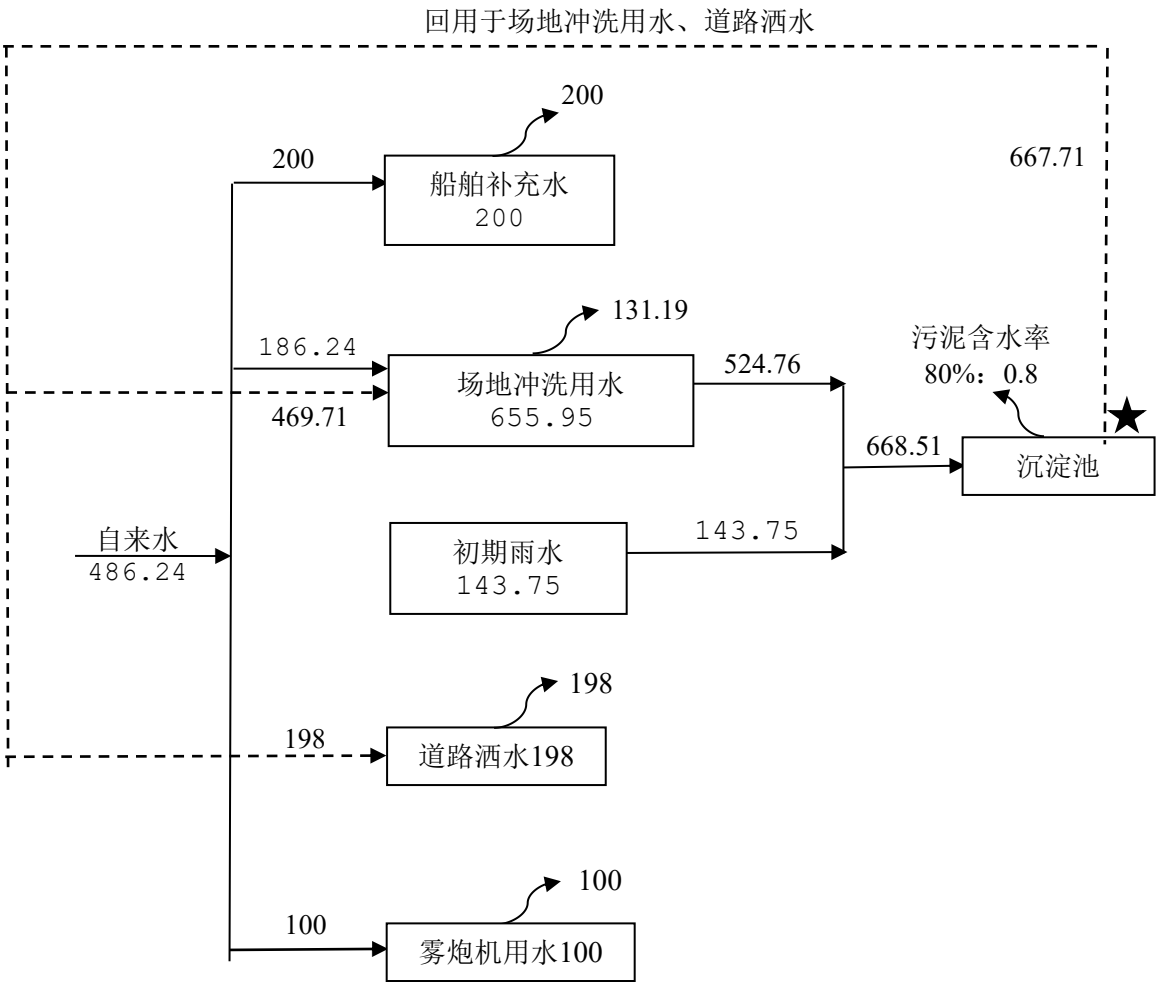 回用于场地冲洗用水、道路洒水
200
200
船舶补充水
200
667.71
131.19
186.24
场地冲洗用水
655.95
469.71
524.76
污泥含水率
80%：0.8
668.51
沉淀池
自来水
486.24
初期雨水
143.75
143.75
198
198
道路洒水198
100
100
雾炮机用水100